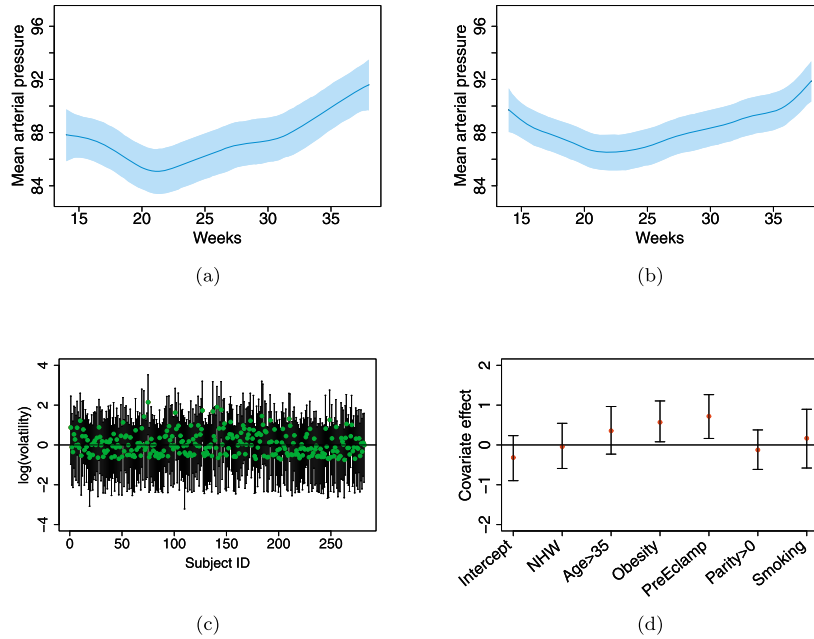 Mean arterial pressure
96
92
88
84
15 20 25 30 35
Weeks
(a)
Mean arterial pressure
96
92
88
84
15 20 25 30 35
Weeks
(b)
log(volatility)
4
2
0
−2
−4
0 50 100 150 200 250
Subject ID
(c)
Covariate effect
2
1
0
−1
−2
Intercept NHW Age>35 Obesity PreEclamp Parity>0 Smoking
(d)